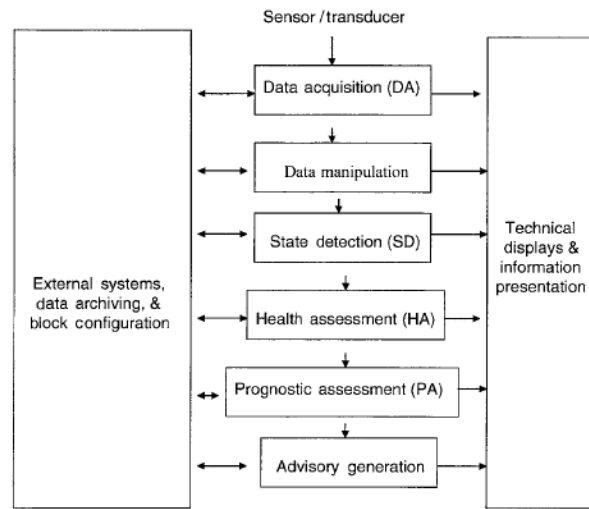 Sensor/transducer
Data acquisition (DA)
Data manipulation
State detection (SD)
Health assessment (HA)
Prognostic assessment (PA)
Advisory generation
External systems,
data archiving, &
block configuration
Technical
displays &
information
presentation